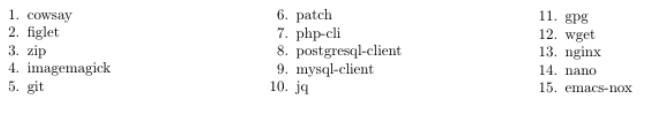 1. cowsay
2. figlet
3. zip
4. imagemagick
5. git
6. patch
7. php-cli
8. postgresql-client
9. mysql-client
10. jq
11. gpg
12. wget
13. nginx
14. nano
15. emacs-nox